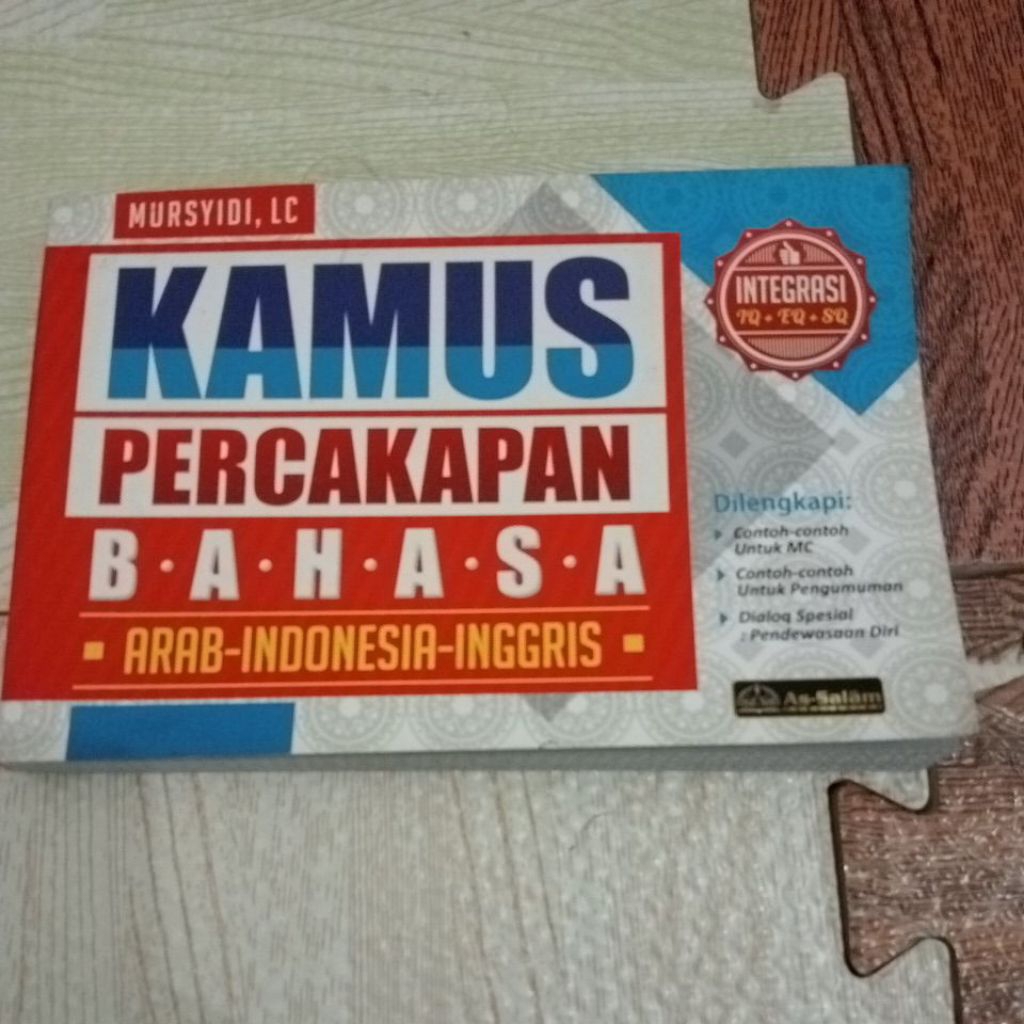 MURSYIDI, LC
KAMUS
PERCAKAPAN
B·A·H·A·S·A
ARAB-INDONESIA-INGGRIS
INTEGRASI
IQ + EQ + SQ
Dilengkapi:
Contoh-contoh
Untuk MC
Contoh-contoh
Untuk Pengumuman
Dialog Spesial
: Pendewasaan Diri
As-Salām